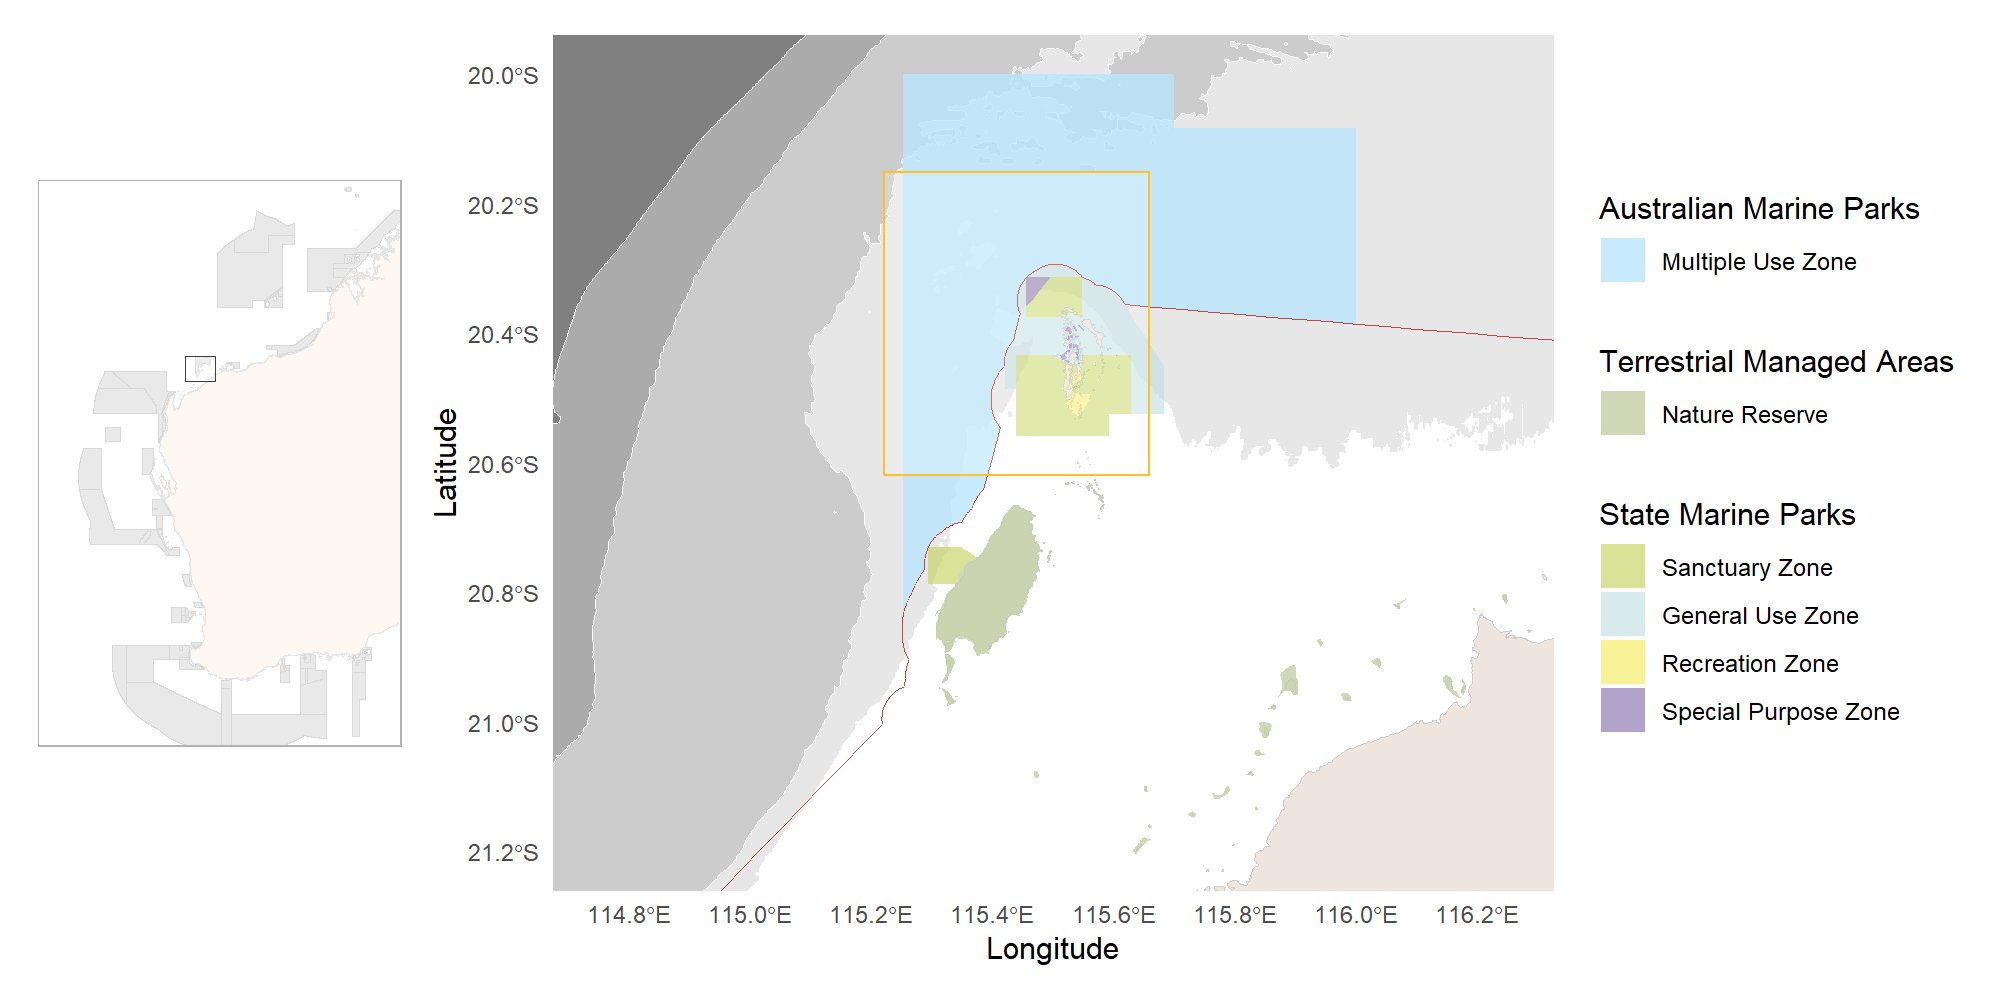 20.0°S
20.2°S
20.4°S
20.6°S
20.8°S
21.0°S
21.2°S
Latitude
114.8°E 115.0°E 115.2°E 115.4°E 115.6°E 115.8°E 116.0°E 116.2°E
Longitude
Australian Marine Parks
Multiple Use Zone
Terrestrial Managed Areas
Nature Reserve
State Marine Parks
Sanctuary Zone
General Use Zone
Recreation Zone
Special Purpose Zone